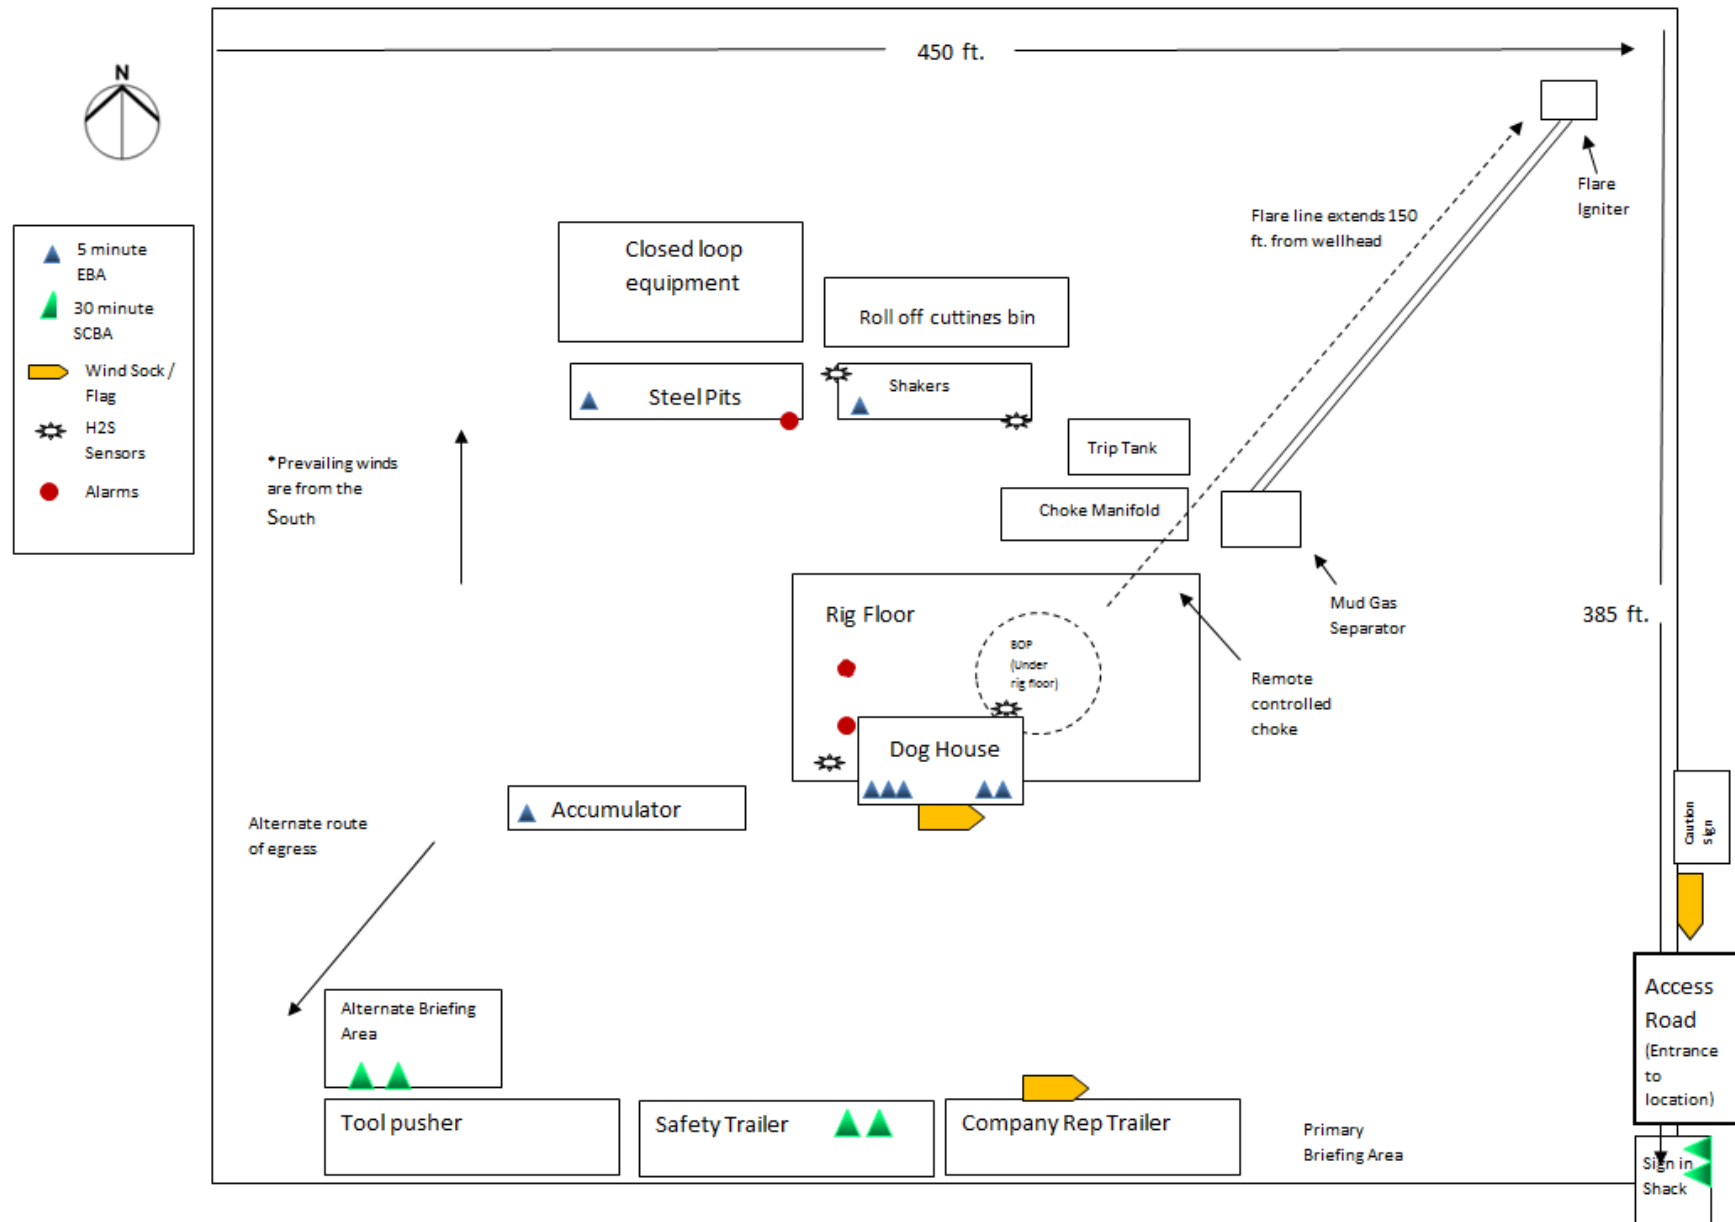 450 ft.
N
Flare
Igniter
Flare line extends 150
ft. from wellhead
5 minute
EBA
30 minute
SCBA
Wind Sock /
Flag
H2S
Sensors
Alarms
Closed loop
equipment
Roll off cuttings bin
Steel Pits
Shakers
Trip Tank
Choke Manifold
*Prevailing winds
are from the
South
Mud Gas
Separator
385 ft.
Rig Floor
BOP
(Under
rig floor)
Remote
controlled
choke
Dog House
Accumulator
Alternate route
of egress
Caution
Sign
Access
Road
(Entrance
to
location)
Alternate Briefing
Area
Tool pusher
Safety Trailer
Company Rep Trailer
Primary
Briefing Area
Sign in
Shack